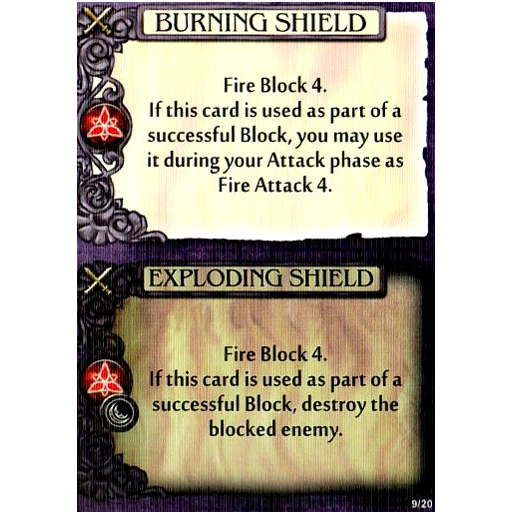 BURNING SHIELD
Fire Block 4.
If this card is used as part of a
successful Block, you may use
it during your Attack phase as
Fire Attack 4.
EXPLODING SHIELD
Fire Block 4.
If this card is used as part of a
successful Block, destroy the
blocked enemy.
9/20